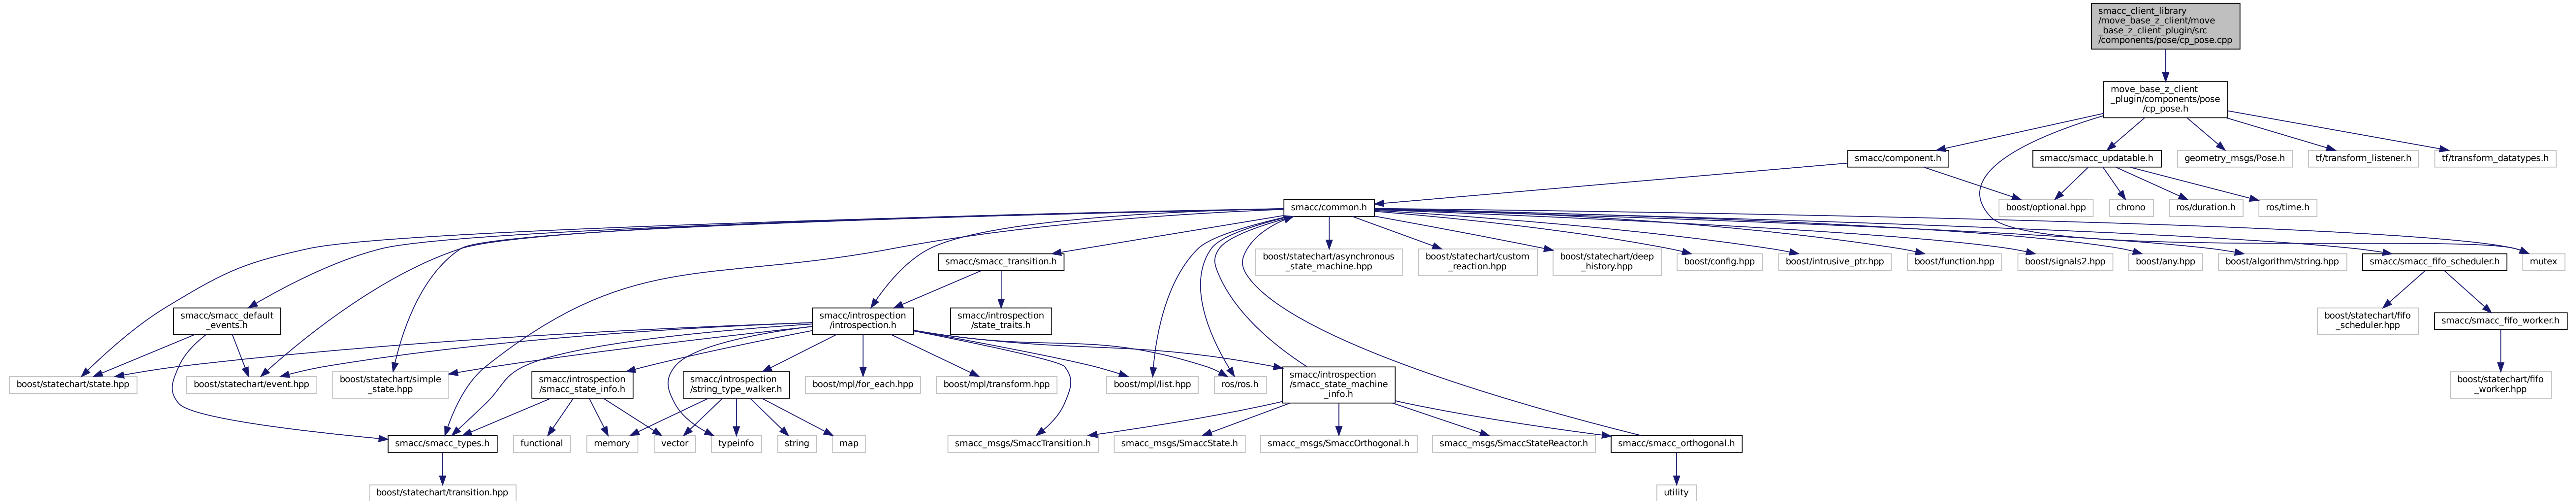 smacc_client_library
/move_base_z_client/move
_base_z_client_plugin/src
/components/pose/cp_pose.cpp
move_base_z_client
_plugin/components/pose
/cp_pose.h
smacc/component.h
smacc/smacc_updatable.h
geometry_msgs/Pose.h
tf/transform_listener.h
tf/transform_datatypes.h
smacc/common.h
boost/optional.hpp
chrono
ros/duration.h
ros/time.h
smacc/smacc_transition.h
boost/statechart/asynchronous
_state_machine.hpp
boost/statechart/custom
_reaction.hpp
boost/statechart/deep
_history.hpp
boost/config.hpp
boost/intrusive_ptr.hpp
boost/function.hpp
boost/signals2.hpp
boost/any.hpp
boost/algorithm/string.hpp
smacc/smacc_fifo_scheduler.h
mutex
smacc/smacc_default
_events.h
smacc/introspection
/introspection.h
smacc/introspection
/state_traits.h
boost/statechart/fifo
_scheduler.hpp
smacc/smacc_fifo_worker.h
boost/statechart/state.hpp
boost/statechart/event.hpp
boost/statechart/simple
_state.hpp
smacc/introspection
/smacc_state_info.h
smacc/introspection
/string_type_walker.h
boost/mpl/for_each.hpp
boost/mpl/transform.hpp
boost/mpl/list.hpp
ros/ros.h
smacc/introspection
/smacc_state_machine
_info.h
boost/statechart/fifo
_worker.hpp
smacc/smacc_types.h
functional
memory
vector
typeinfo
string
map
smacc_msgs/SmaccTransition.h
smacc_msgs/SmaccState.h
smacc_msgs/SmaccOrthogonal.h
smacc_msgs/SmaccStateReactor.h
smacc/smacc_orthogonal.h
boost/statechart/transition.hpp
utility